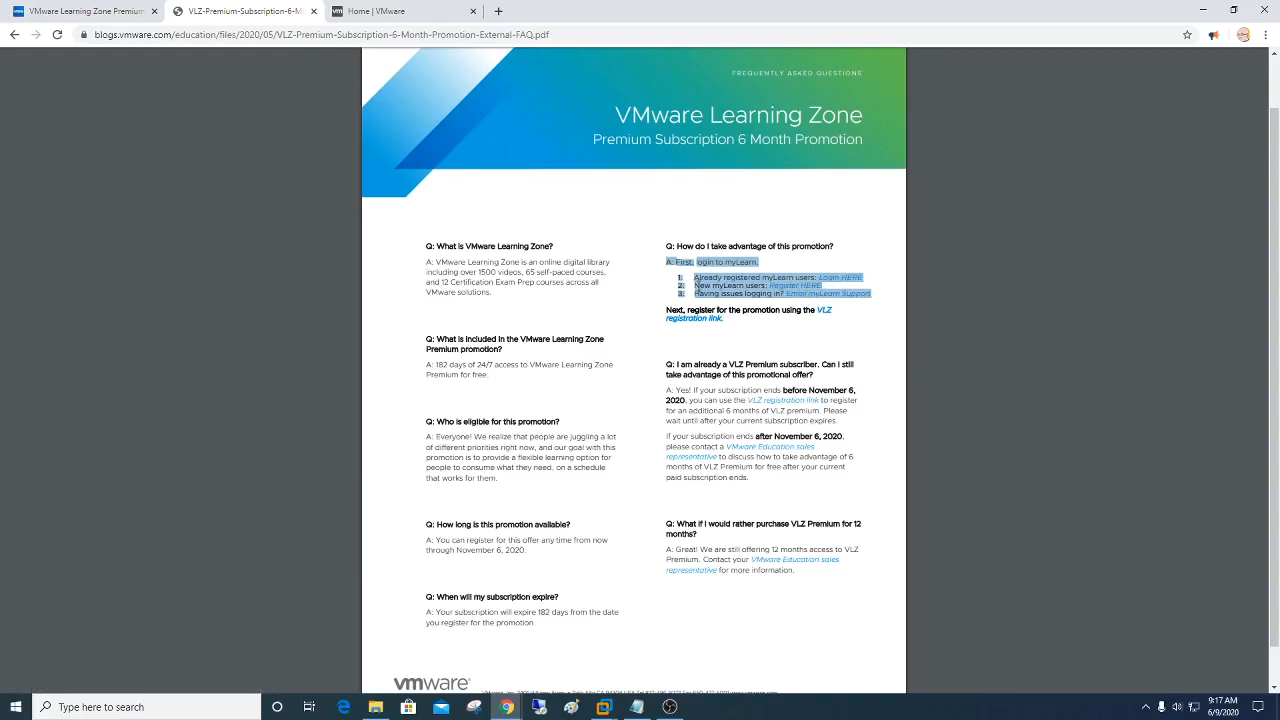 VMware Learning Zone Premium
VLZ-Premium-Subscription-6-M
Home | VMware
blogs.vmware.com/education/files/2020/05/VLZ-Premium-Subscription-6-Month-Promotion-External-FAQ.pdf
FREQUENTLY ASKED QUESTIONS
VMware Learning Zone
Premium Subscription 6 Month Promotion
Q: What is VMware Learning Zone?
A: VMware Learning Zone is an online digital library
including over 1500 videos, 65 self-paced courses,
and 12 Certification Exam Prep courses across all
VMware solutions.
Q: What is included in the VMware Learning Zone
Premium promotion?
A: 182 days of 24/7 access to VMware Learning Zone
Premium for free.
Q: Who is eligible for this promotion?
A: Everyone! We realize that people are juggling a lot
of different priorities right now, and our goal with this
promotion is to provide a flexible learning option for
people to consume what they need, on a schedule
that works for them.
Q: How long is this promotion available?
A: You can register for this offer any time from now
through November 6, 2020.
Q: When will my subscription expire?
A: Your subscription will expire 182 days from the date
you register for the promotion.
Q: How do I take advantage of this promotion?
A: First, login to myLearn.
1. Already registered myLearn users: Login HERE
2. New myLearn users: Register HERE
3. Having issues logging in? Email myLearn Support
Next, register for the promotion using the VLZ
registration link.
Q: I am already a VLZ Premium subscriber. Can I still
take advantage of this promotional offer?
A: Yes! If your subscription ends before November 6,
2020, you can use the VLZ registration link to register
for an additional 6 months of VLZ premium. Please
wait until after your current subscription expires.
If your subscription ends after November 6, 2020,
please contact a VMware Education sales
representative to discuss how to take advantage of 6
months of VLZ Premium for free after your current
paid subscription ends.
Q: What if I would rather purchase VLZ Premium for 12
months?
A: Great! We are still offering 12 months access to VLZ
Premium. Contact your VMware Education sales
representative for more information.
vmware
Type here to search
9:17 AM
6/9/2020